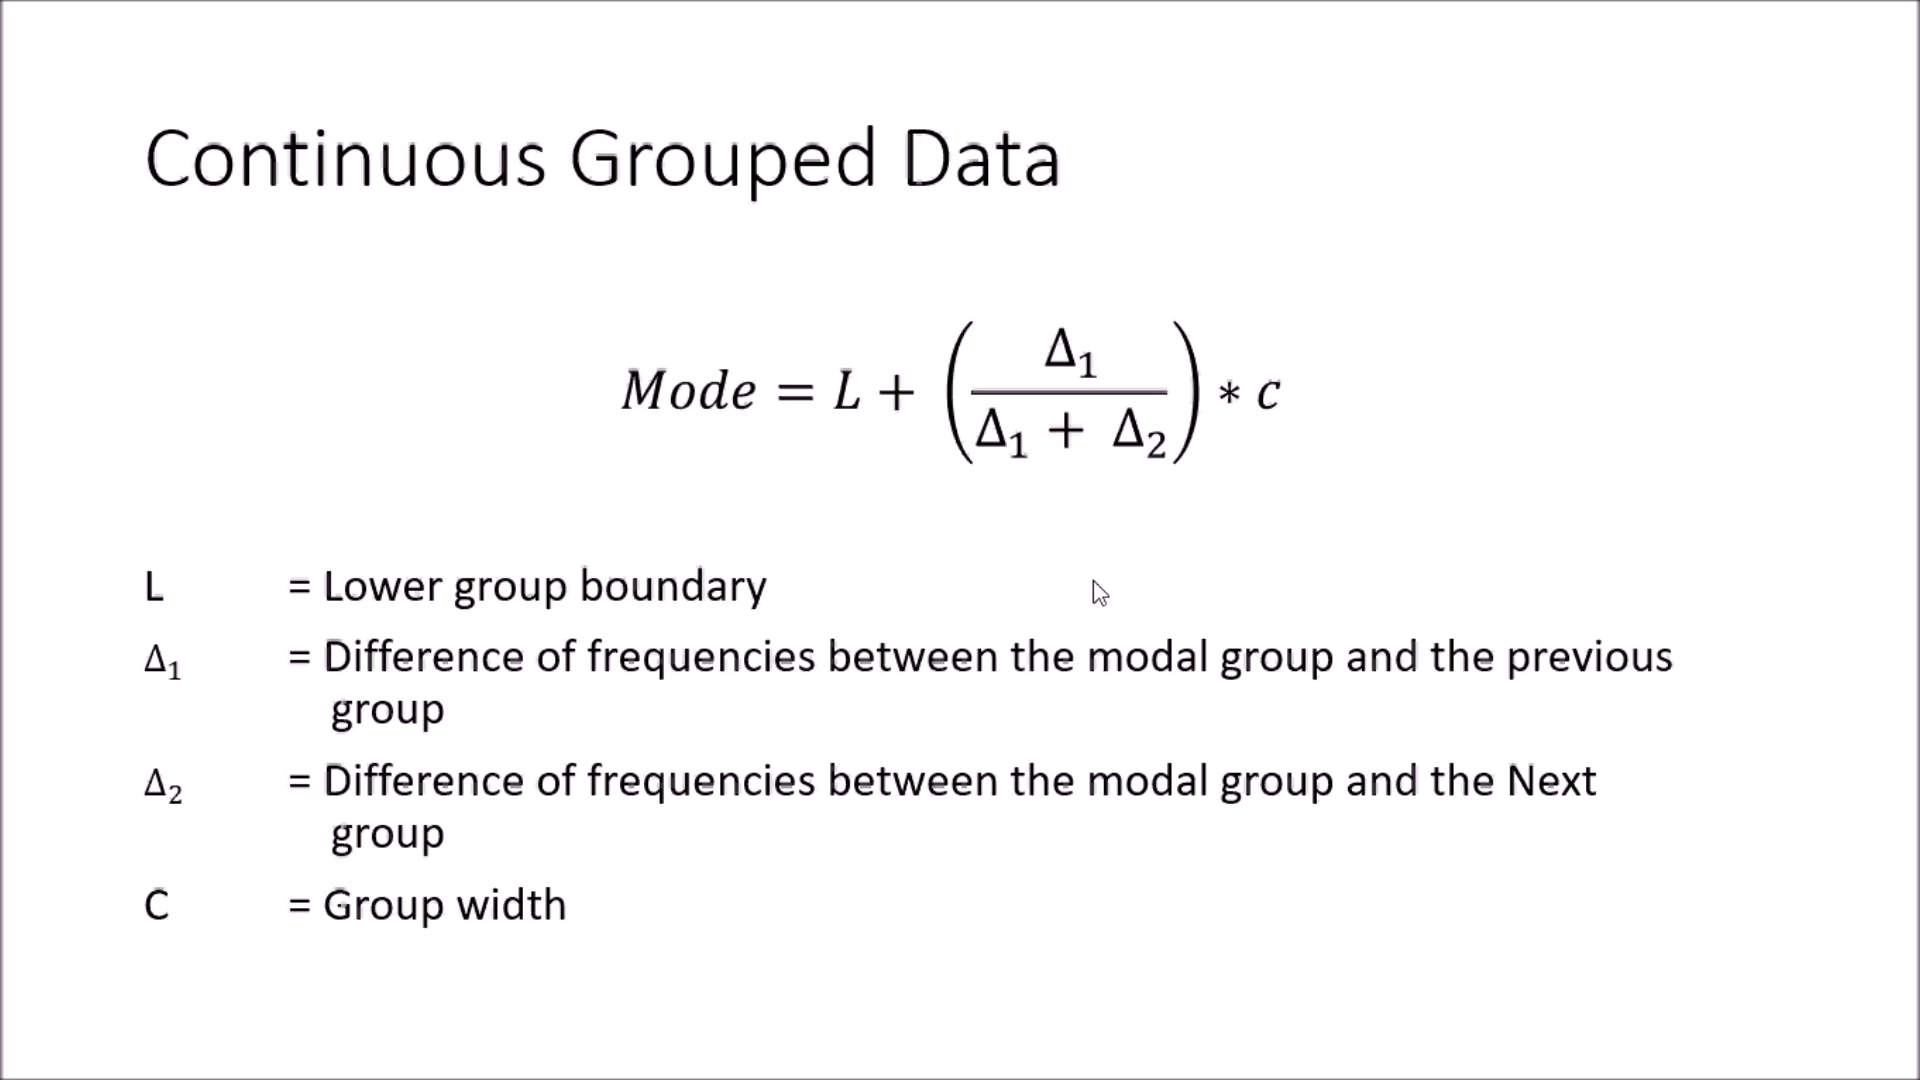 Continuous Grouped Data
Mode = L + (Δ₁ / (Δ₁ + Δ₂)) * c
L = Lower group boundary
Δ₁ = Difference of frequencies between the modal group and the previous
group
Δ₂ = Difference of frequencies between the modal group and the Next
group
C = Group width